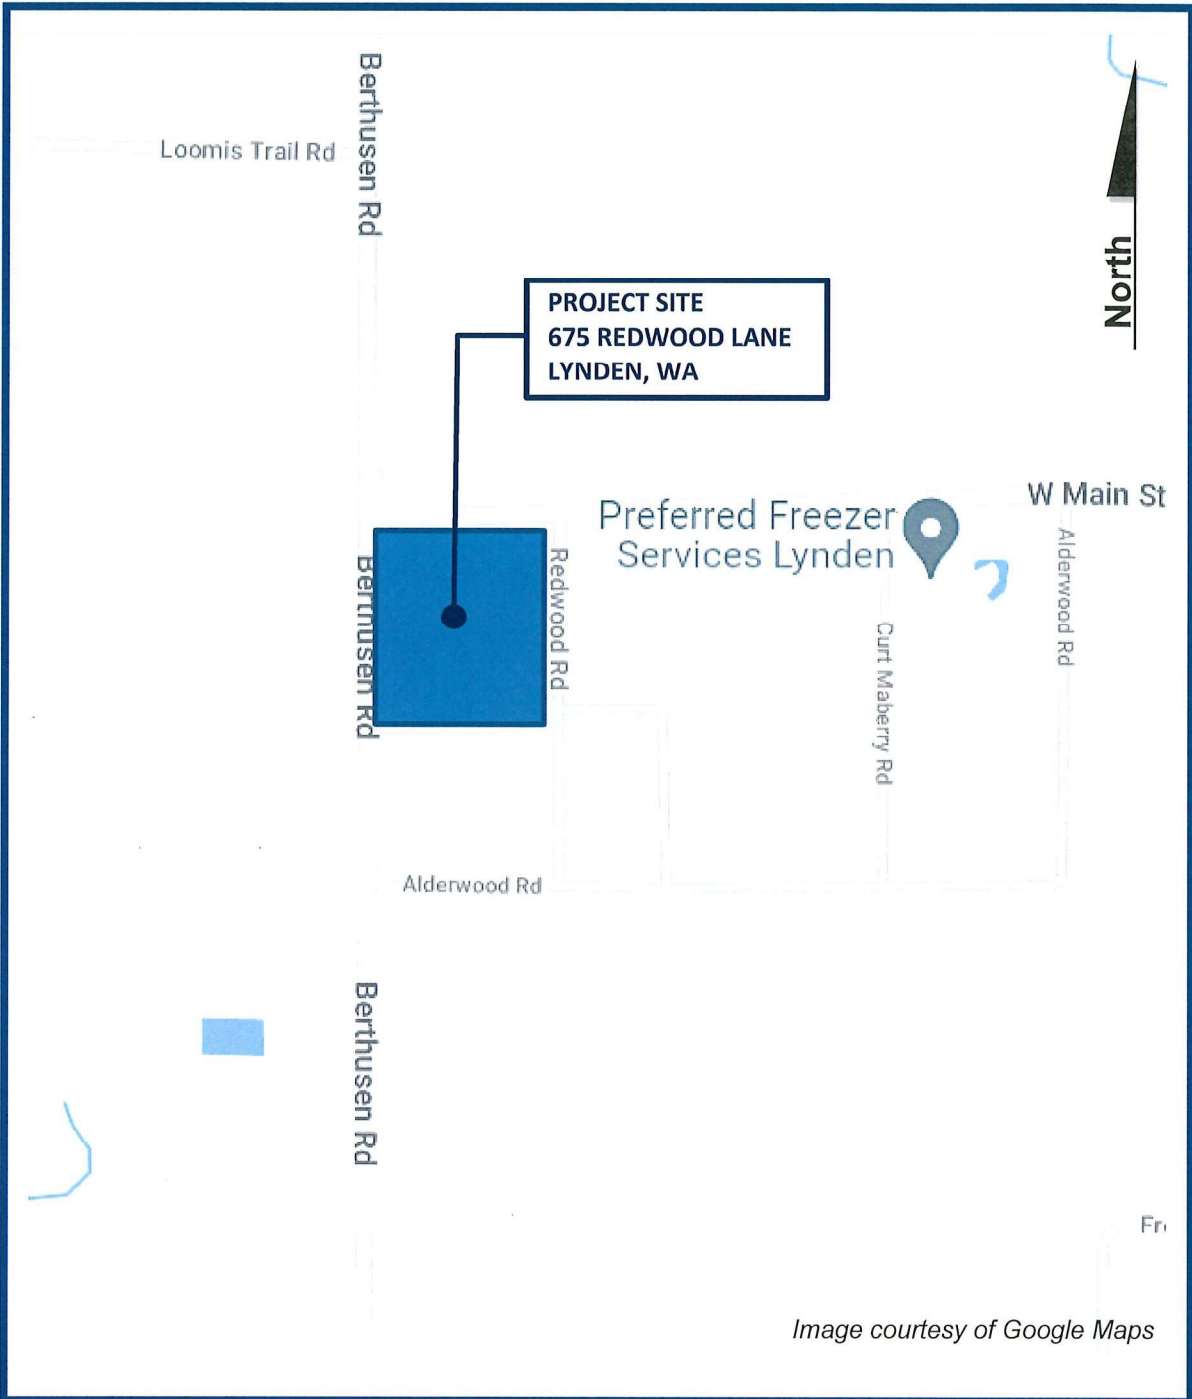 Berthusen Rd
Loomis Trail Rd
North
PROJECT SITE
675 REDWOOD LANE
LYNDEN, WA
W Main St
Preferred Freezer
Services Lynden
Berthusen Rd
Redwood Rd
Alderwood Rd
Curt Maberry Rd
Alderwood Rd
Berthusen Rd
Image courtesy of Google Maps